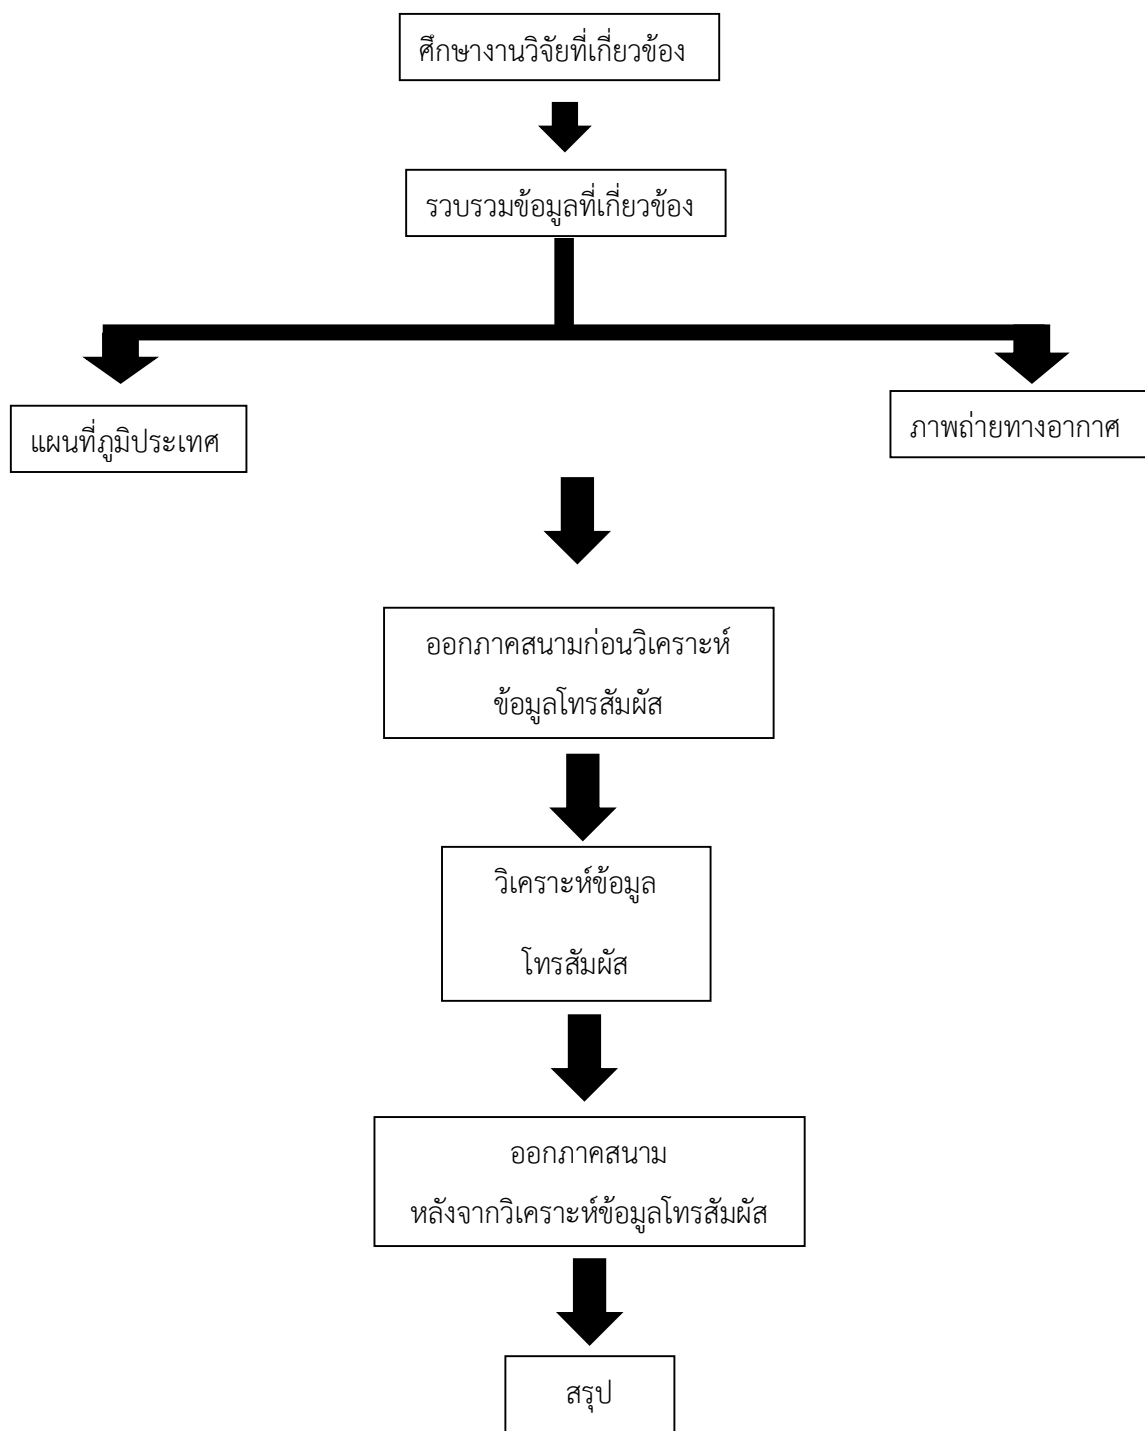 ศึกษางานวิจัยที่เกี่ยวข้อง
รวบรวมข้อมูลที่เกี่ยวข้อง
แผนที่ภูมิประเทศ
ภาพถ่ายทางอากาศ
ออกภาคสนามก่อนวิเคราะห์
ข้อมูลโทรสัมผัส
วิเคราะห์ข้อมูล
โทรสัมผัส
ออกภาคสนาม
หลังจากวิเคราะห์ข้อมูลโทรสัมผัส
สรุป